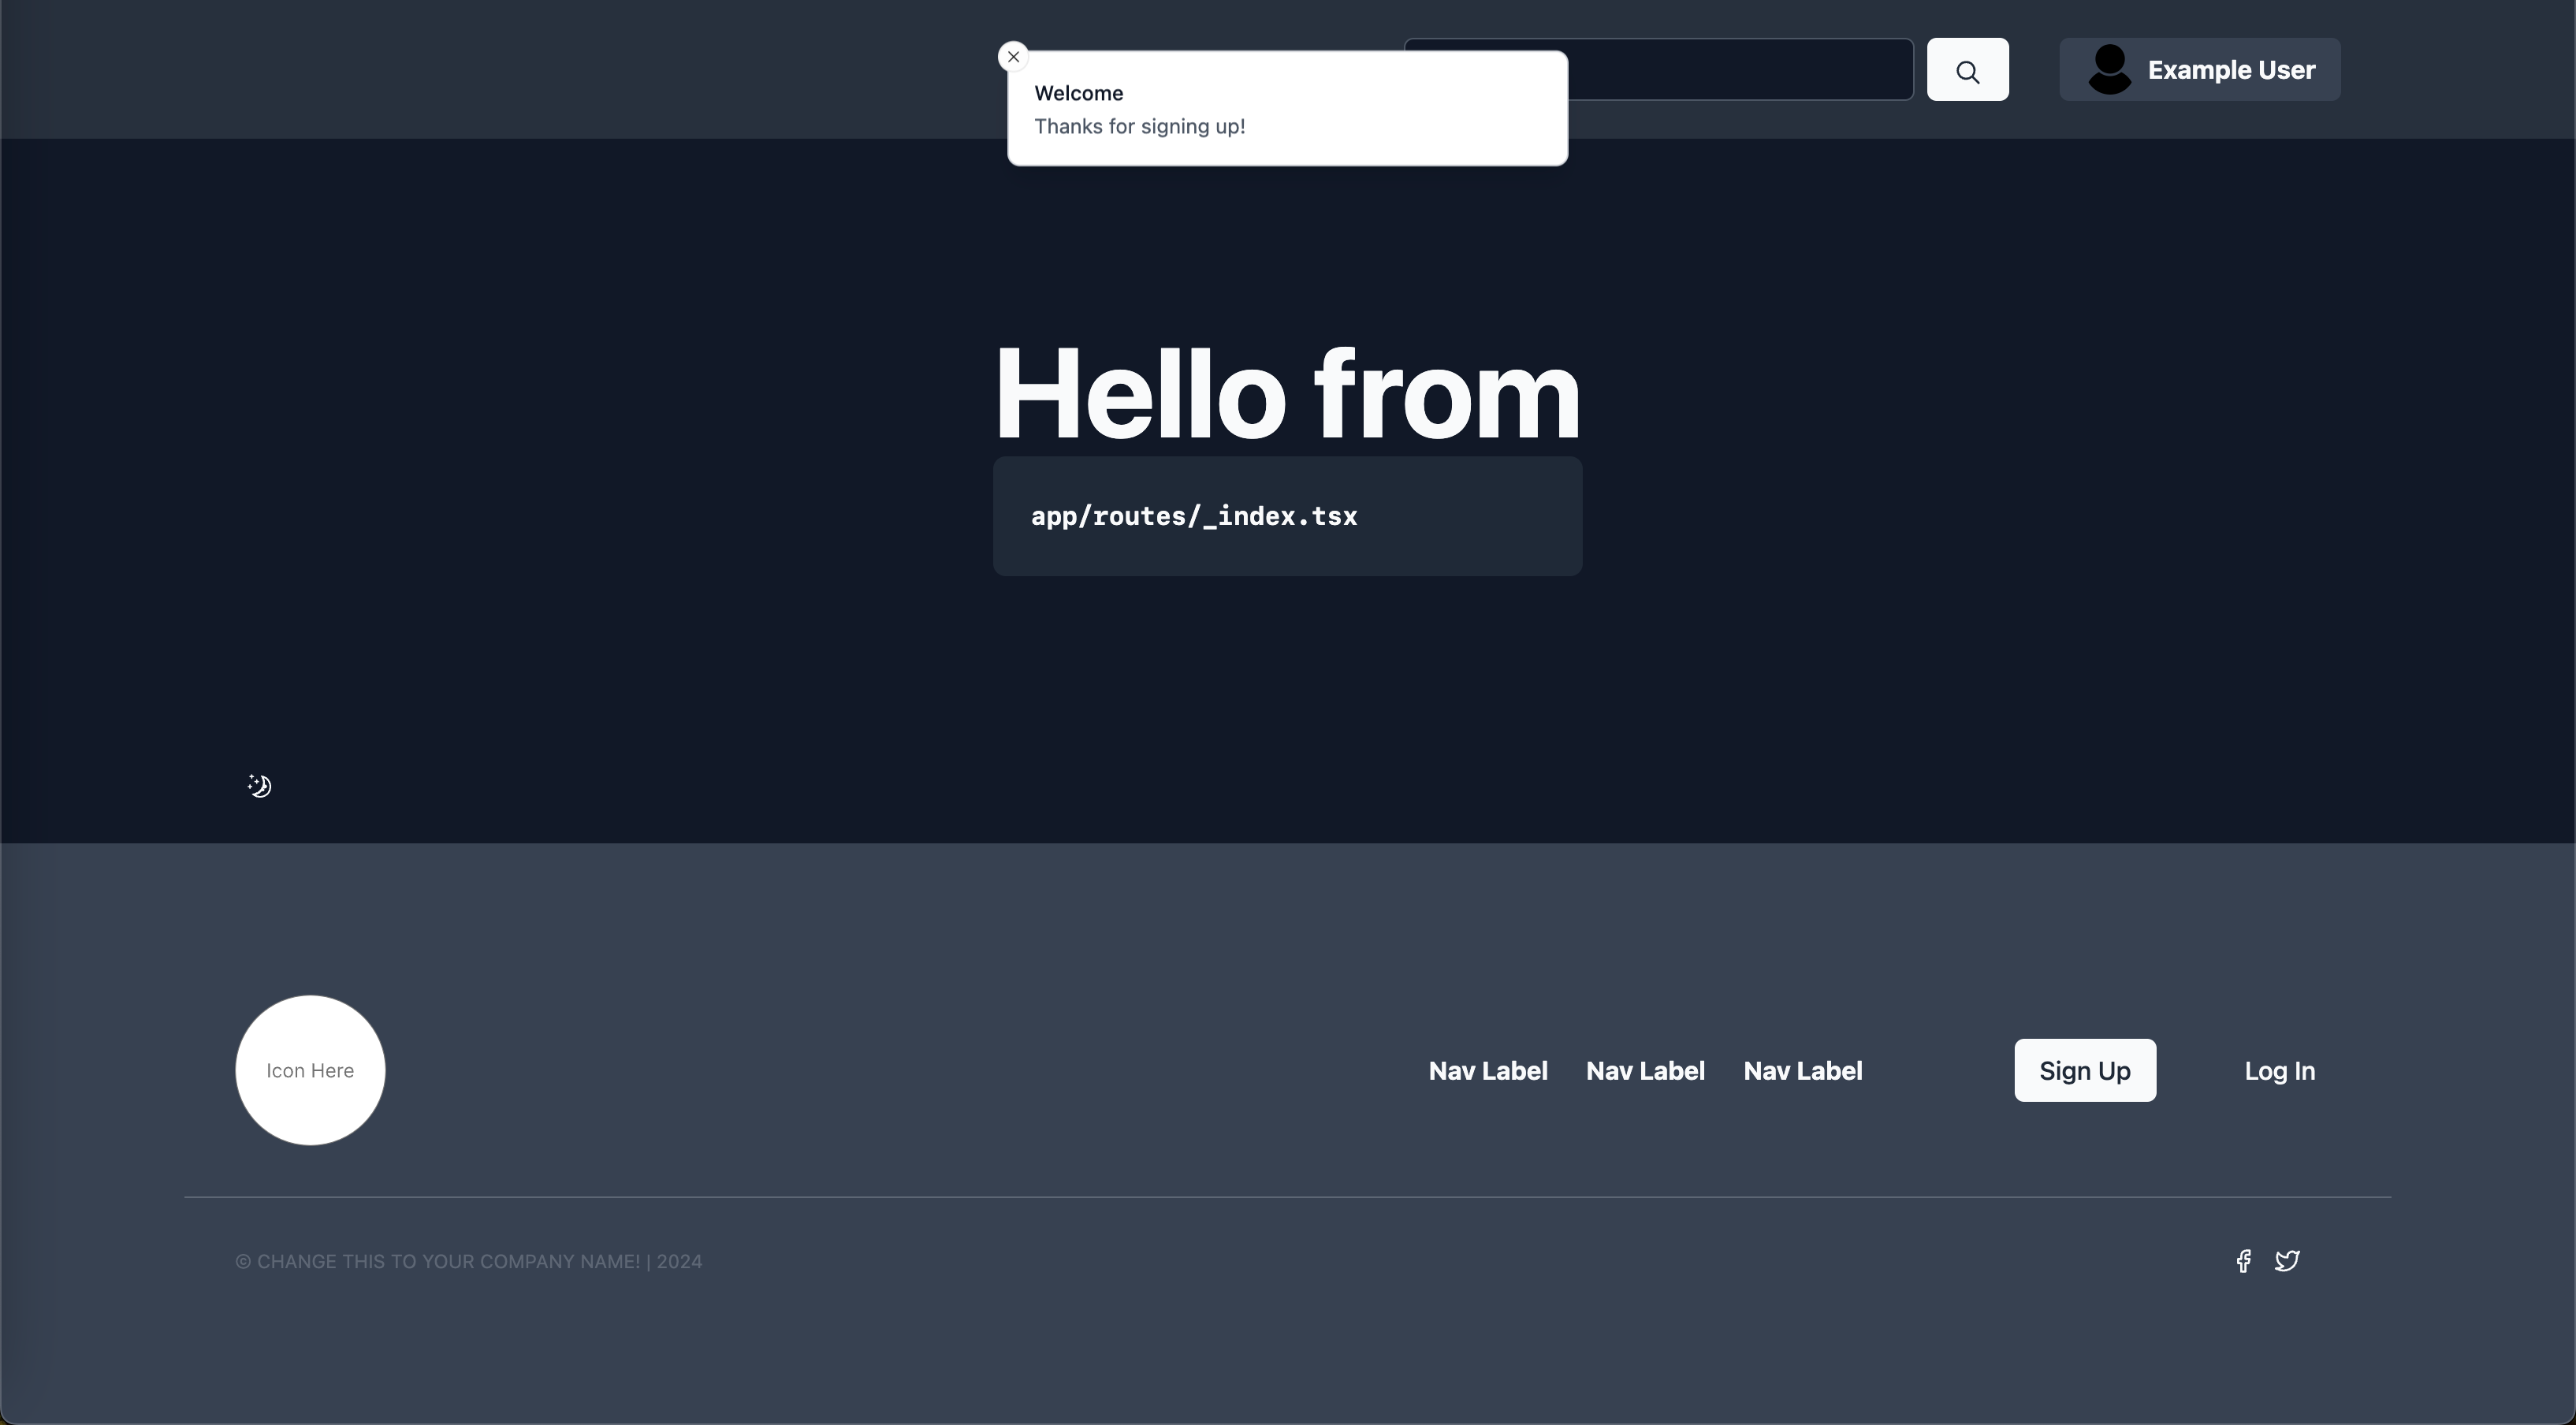 Example User
Welcome
Thanks for signing up!
Hello from
app/routes/_index.tsx
Icon Here
Nav Label Nav Label Nav Label Sign Up Log In
© CHANGE THIS TO YOUR COMPANY NAME! | 2024